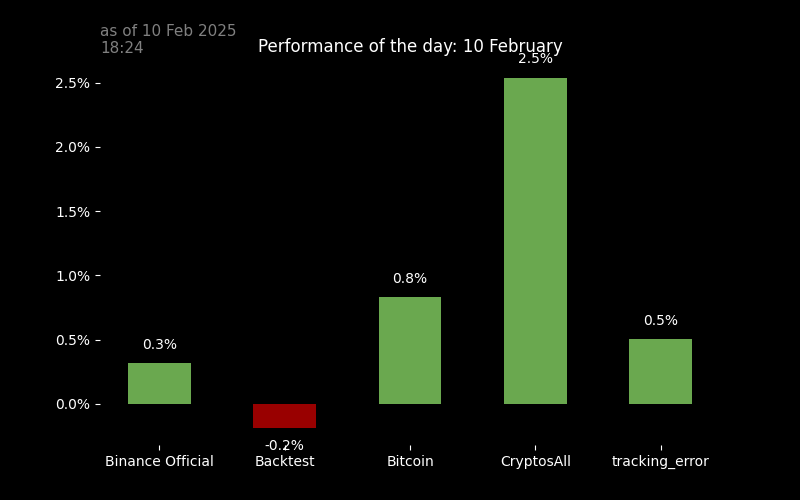 as of 10 Feb 2025
18:24
Performance of the day: 10 February
2.5%
2.5%
2.0%
1.5%
1.0%
0.8%
0.5%
0.5%
0.3%
0.0%
-0.2%
Binance Official
Backtest
Bitcoin
CryptosAll
tracking_error